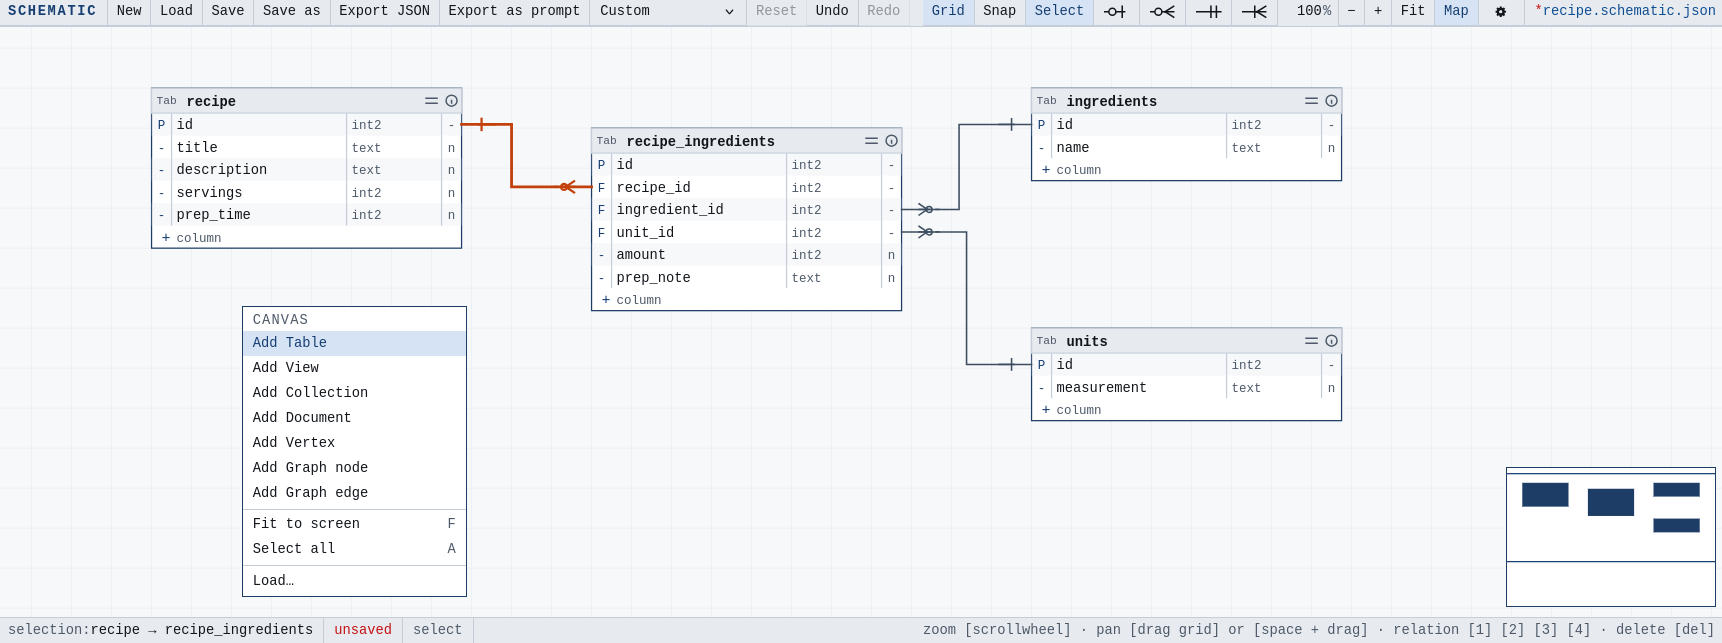 SCHEMATIC New Load Save Save as Export JSON Export as prompt Custom Reset Undo Redo Grid Snap Select 100% − + Fit Map *recipe.schematic.json
Tab recipe
P id int2 -
- title text n
- description text n
- servings int2 n
- prep_time int2 n
+ column
Tab recipe_ingredients
P id int2 -
F recipe_id int2 -
F ingredient_id int2 -
F unit_id int2 -
- amount int2 n
- prep_note text n
+ column
Tab ingredients
P id int2 -
- name text n
+ column
Tab units
P id int2 -
- measurement text n
+ column
CANVAS
Add Table
Add View
Add Collection
Add Document
Add Vertex
Add Graph node
Add Graph edge
Fit to screen F
Select all A
Load…
selection:recipe → recipe_ingredients unsaved select zoom [scrollwheel] · pan [drag grid] or [space + drag] · relation [1] [2] [3] [4] · delete [del]